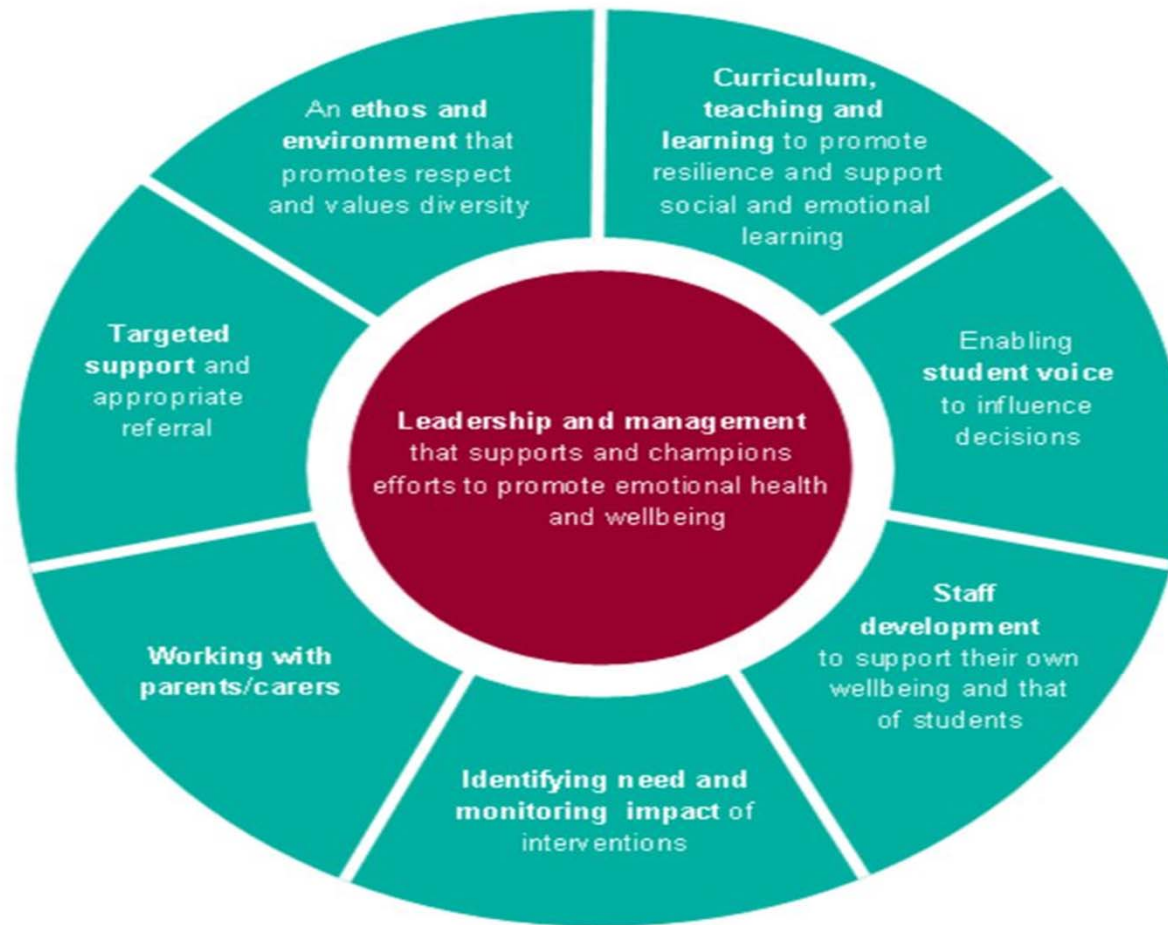 Curriculum,
teaching and
learning to promote
resilience and support
social and emotional
learning
Enabling
student voice
to influence
decisions
Staff
development
to support their own
wellbeing and that
of students
Identifying need and
monitoring impact of
interventions
Working with
parents/carers
Targeted
support and
appropriate
referral
An ethos and
environment that
promotes respect
and values diversity
Leadership and management
that supports and champions
efforts to promote emotional health
and wellbeing